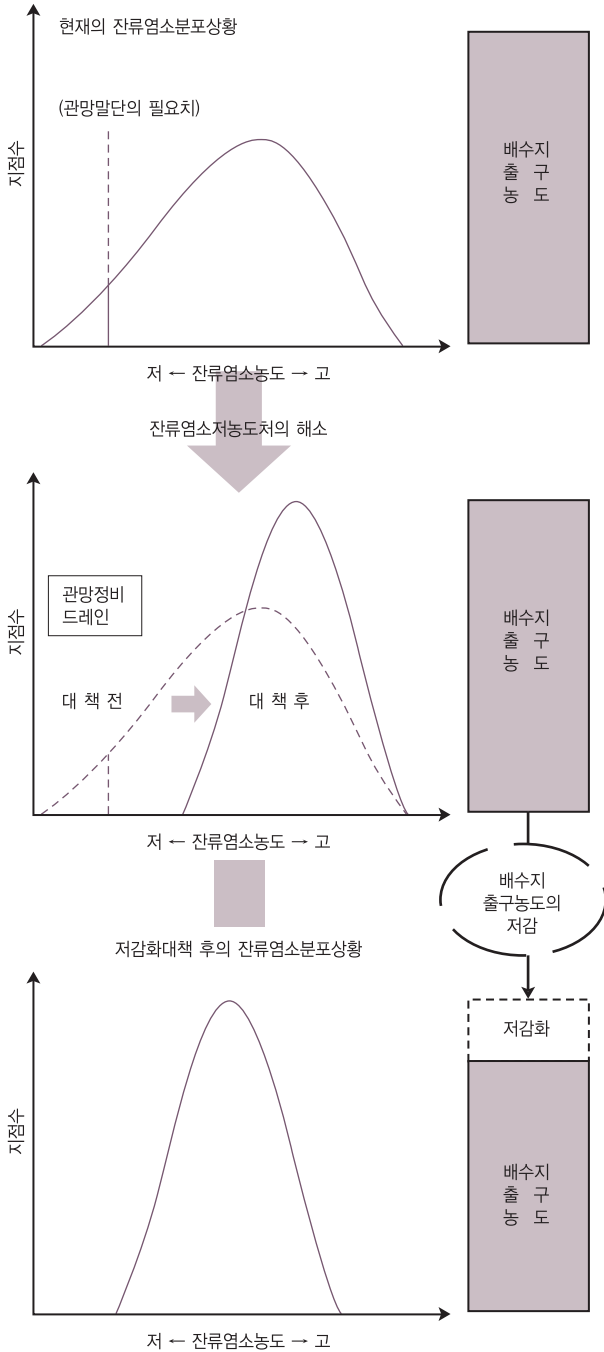 현재의 잔류염소분포상황
(관망말단의 필요치)
지점수
저 ← 잔류염소농도 → 고
배수지
출 구
농 도
잔류염소저농도처의 해소
관망정비
드레인
지점수
대 책 전
대 책 후
저 ← 잔류염소농도 → 고
배수지
출 구
농 도
배수지
출구농도의
저감
저감화대책 후의 잔류염소분포상황
지점수
저 ← 잔류염소농도 → 고
저감화
배수지
출 구
농 도